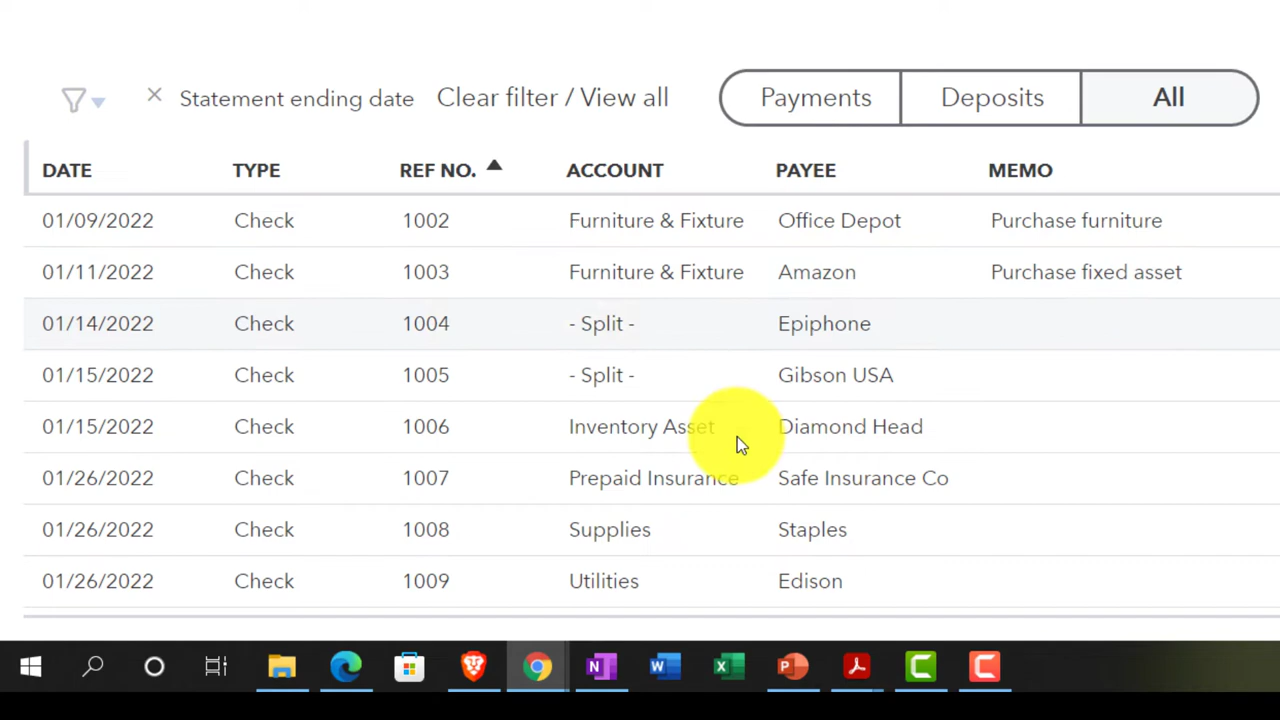 × Statement ending date Clear filter / View all Payments Deposits All
DATE TYPE REF NO. ACCOUNT PAYEE MEMO
01/09/2022 Check 1002 Furniture & Fixture Office Depot Purchase furniture
01/11/2022 Check 1003 Furniture & Fixture Amazon Purchase fixed asset
01/14/2022 Check 1004 - Split - Epiphone
01/15/2022 Check 1005 - Split - Gibson USA
01/15/2022 Check 1006 Inventory Asset Diamond Head
01/26/2022 Check 1007 Prepaid Insurance Safe Insurance Co
01/26/2022 Check 1008 Supplies Staples
01/26/2022 Check 1009 Utilities Edison